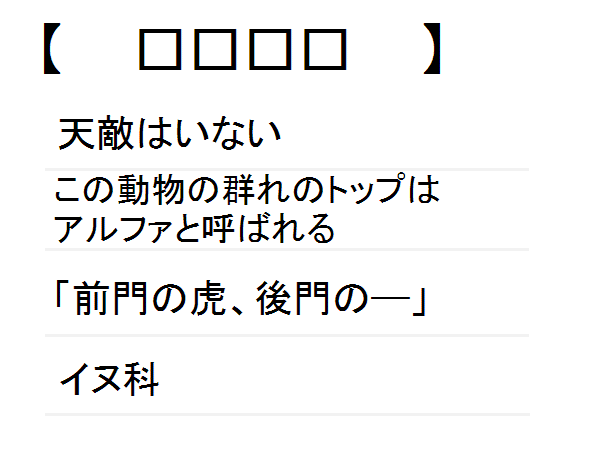 【　□□□□　】
天敵はいない
この動物の群れのトップは
アルファと呼ばれる
「前門の虎、後門の―」
イヌ科